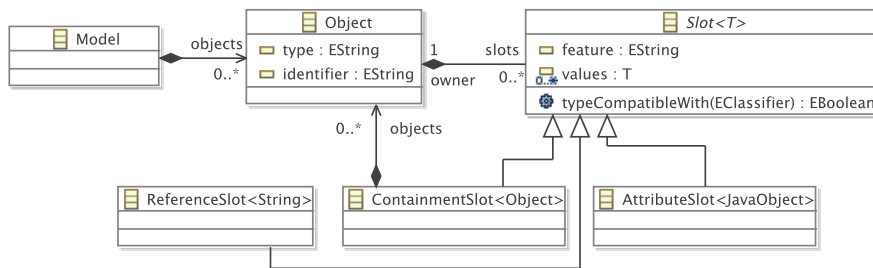 Object
Slot<T>
Model
objects
0..*
type : EString
identifier : EString
1
slots
owner
0..*
feature : EString
values : T
typeCompatibleWith(EClassifier) : EBoolean
0..*
objects
ReferenceSlot<String>
ContainmentSlot<Object>
AttributeSlot<JavaObject>